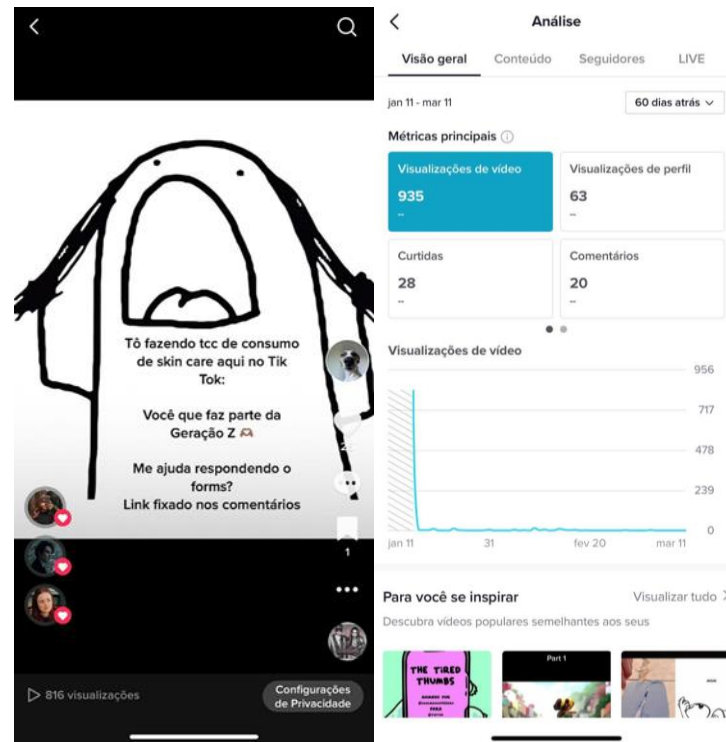 Tô fazendo tcc de consumo
de skin care aqui no Tik
Tok:
Você que faz parte da
Geração Z 🫶🏽
Me ajuda respondendo o
forms?
Link fixado nos comentários
1
816 visualizações
Configurações
de Privacidade
Análise
Visão geral
Conteúdo
Seguidores
LIVE
jan 11 - mar 11
60 dias atrás
Métricas principais
Visualizações de vídeo
935
--
Visualizações de perfil
63
--
Curtidas
28
--
Comentários
20
--
Visualizações de vídeo
956
717
478
239
0
jan 11
31
fev 20
mar 11
Para você se inspirar
Visualizar tudo
Descubra vídeos populares semelhantes aos seus
THE TIRED
THUMBS
Part 1